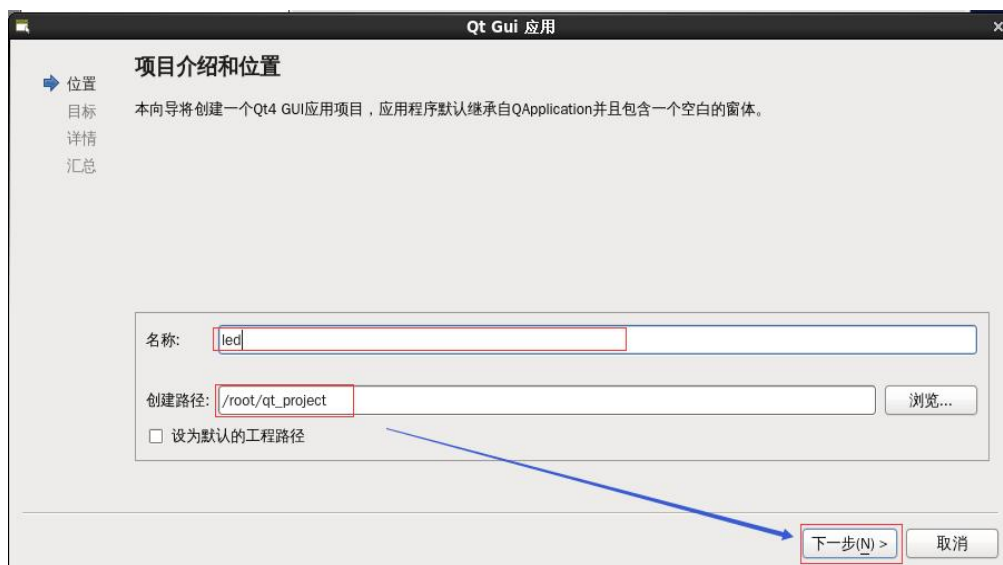 Qt Gui 应用
项目介绍和位置
位置
目标
详情
汇总
本向导将创建一个Qt4 GUI应用项目，应用程序默认继承自QApplication并且包含一个空白的窗体。
名称: led
创建路径: /root/qt_project 浏览...
设为默认的工程路径
下一步(N) > 取消